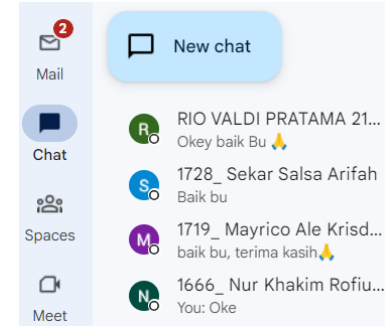 2
Mail
New chat
Chat
R
RIO VALDI PRATAMA 21...
Okey baik Bu 🙏
S
1728_ Sekar Salsa Arifah
Baik bu
Spaces
M
1719_ Mayrico Ale Krisd...
baik bu, terima kasih🙏
Meet
N
1666_ Nur Khakim Rofiu...
You: Oke